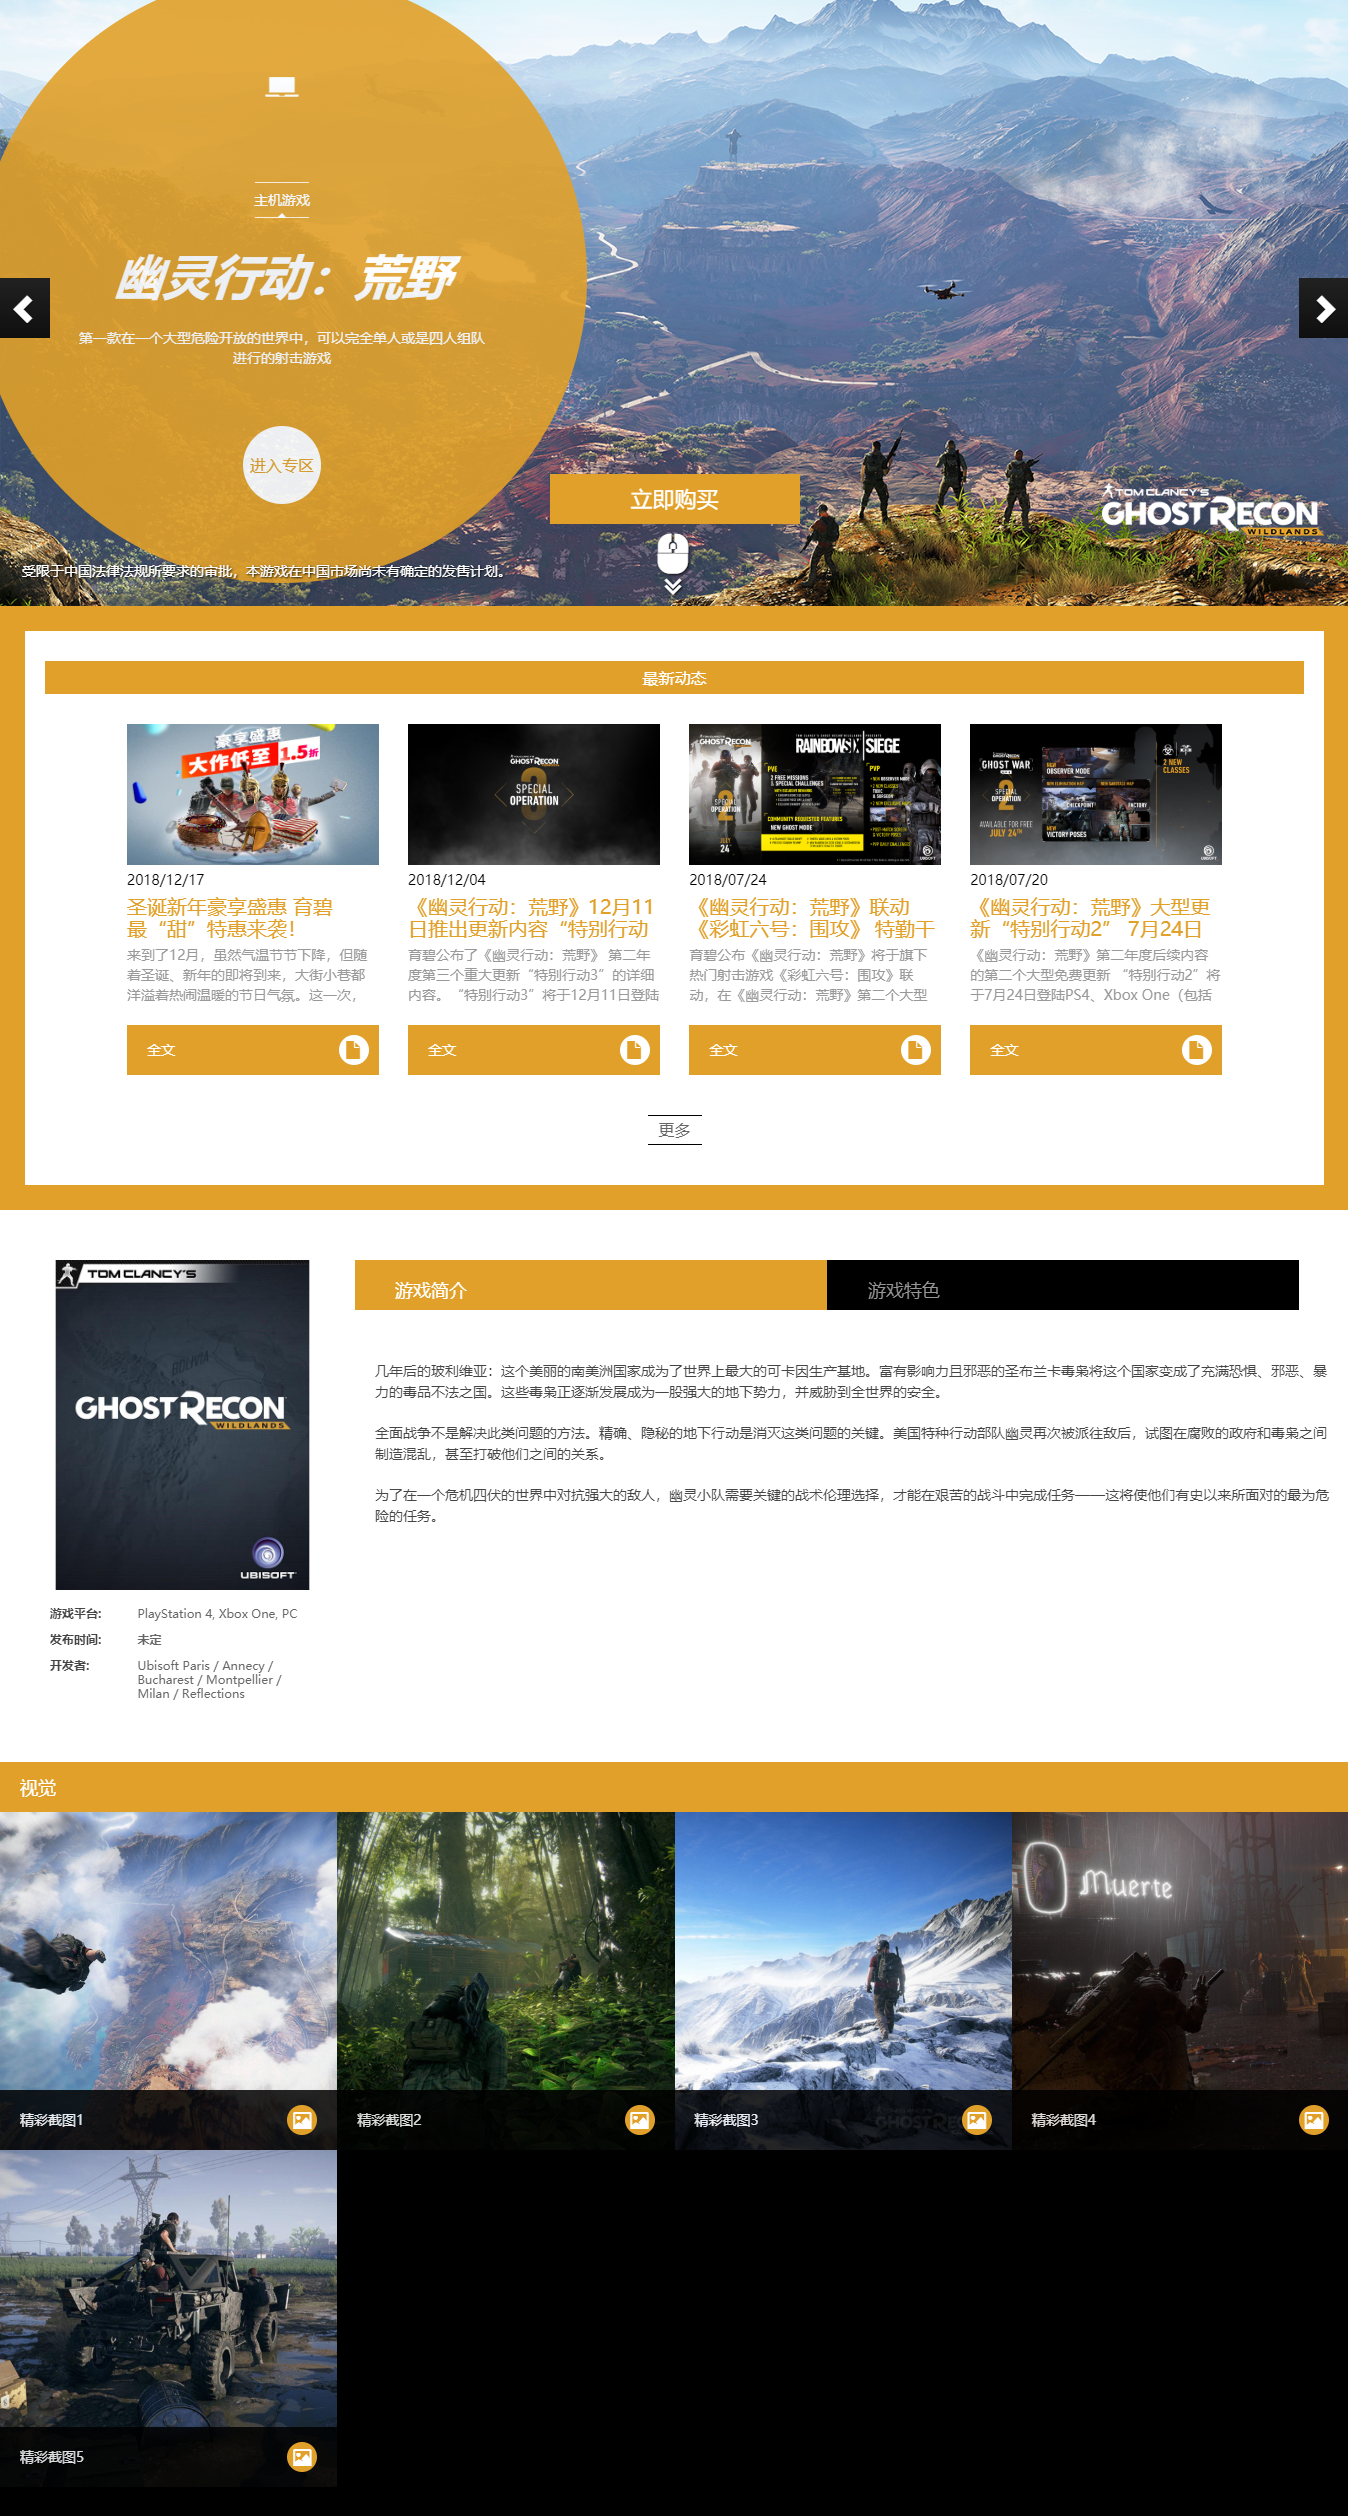 主机游戏
幽灵行动：荒野
第一款在一个大型危险开放的世界中，可以完全单人或是四人组队
进行的射击游戏
进入专区
立即购买
TOM CLANCY'S
GHOST RECON
WILDLANDS
受限于中国法律法规所要求的审批，本游戏在中国市场尚未有确定的发售计划。
最新动态
豪享盛惠
大作低至 1.5折
GHOST RECON
3
SPECIAL
OPERATION
GHOST RECON
SPECIAL
OPERATION
2
JULY
24
RAINBOW SIX SIEGE
PVE
2 FREE MISSIONS
& SPECIAL CHALLENGES
COMMUNITY REQUESTED FEATURES
NEW GHOST MODE
PVP
GHOST WAR
SPECIAL
OPERATION
2
AVAILABLE FOR FREE
JULY 24TH
NEW
OBSERVER MODE
CHECKPOINT
FACTORY
NEW
VICTORY POSES
2 NEW
CLASSES
UBISOFT
2018/12/17
圣诞新年豪享盛惠 育碧
最“甜”特惠来袭！
来到了12月，虽然气温节节下降，但随
着圣诞、新年的即将到来，大街小巷都
洋溢着热闹温暖的节日气氛。这一次，
全文
2018/12/04
《幽灵行动：荒野》12月11
日推出更新内容“特别行动
育碧公布了《幽灵行动：荒野》 第二年
度第三个重大更新“特别行动3”的详细
内容。 “特别行动3”将于12月11日登陆
全文
2018/07/24
《幽灵行动：荒野》联动
《彩虹六号：围攻》 特勤干
育碧公布《幽灵行动：荒野》将于旗下
热门射击游戏《彩虹六号：围攻》联
动，在《幽灵行动：荒野》第二个大型
全文
2018/07/20
《幽灵行动：荒野》大型更
新“特别行动2” 7月24日
《幽灵行动：荒野》第二年度后续内容
的第二个大型免费更新 “特别行动2”将
于7月24日登陆PS4、Xbox One（包括
全文
更多
TOM CLANCY'S
BOLIVIA
GHOST RECON
WILDLANDS
UBISOFT
游戏平台: PlayStation 4, Xbox One, PC
发布时间: 未定
开发者: Ubisoft Paris / Annecy /
Bucharest / Montpellier /
Milan / Reflections
游戏简介
游戏特色
几年后的玻利维亚：这个美丽的南美洲国家成为了世界上最大的可卡因生产基地。富有影响力且邪恶的圣布兰卡毒枭将这个国家变成了充满恐惧、邪恶、暴
力的毒品不法之国。这些毒枭正逐渐发展成为一股强大的地下势力，并威胁到全世界的安全。
全面战争不是解决此类问题的方法。精确、隐秘的地下行动是消灭这类问题的关键。美国特种行动部队幽灵再次被派往敌后，试图在腐败的政府和毒枭之间
制造混乱，甚至打破他们之间的关系。
为了在一个危机四伏的世界中对抗强大的敌人，幽灵小队需要关键的战术伦理选择，才能在艰苦的战斗中完成任务——这将使他们有史以来所面对的最为危
险的任务。
视觉
Muerte
精彩截图1
精彩截图2
精彩截图3
精彩截图4
精彩截图5